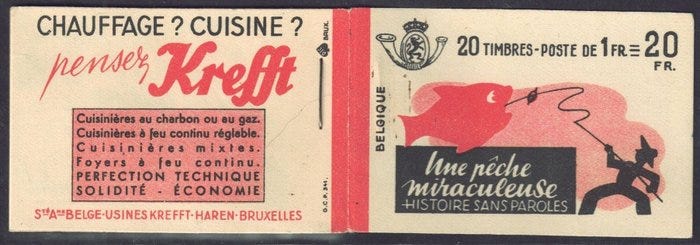 CHAUFFAGE ? CUISINE ?
pensez Krefft
Cuisinières au charbon ou au gaz.
Cuisinières à feu continu réglable.
Cuisinières mixtes.
Foyers à feu continu.
PERFECTION TECHNIQUE
SOLIDITÉ - ÉCONOMIE
STÉ AME BELGE-USINES KREFFT-HAREN-BRUXELLES
BRUX.
O.C.P. 341.
BELGIQUE
20 TIMBRES-POSTE DE 1 FR = 20 FR.
Une pêche
miraculeuse
HISTOIRE SANS PAROLES